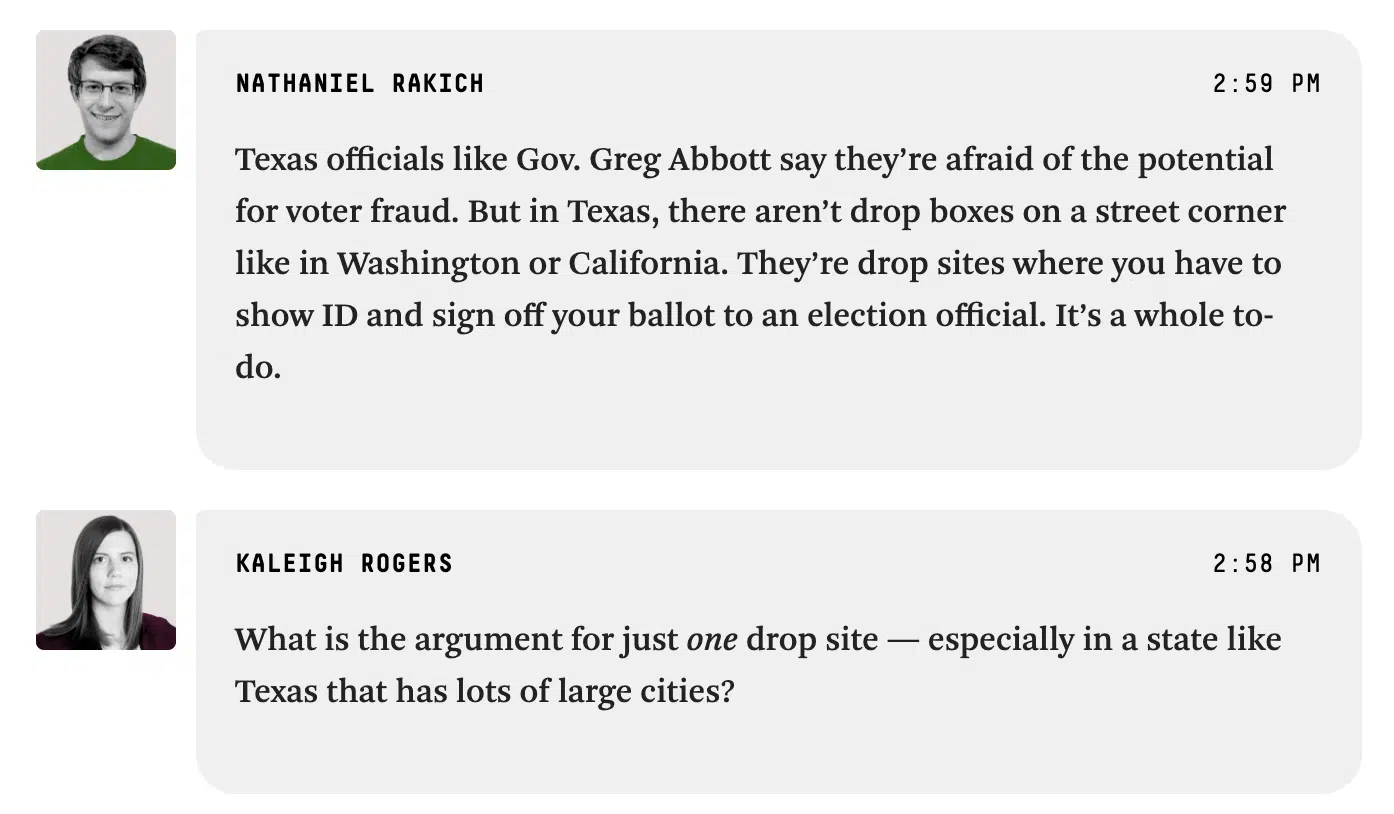 NATHANIEL RAKICH
2:59 PM
Texas officials like Gov. Greg Abbott say they’re afraid of the potential
for voter fraud. But in Texas, there aren’t drop boxes on a street corner
like in Washington or California. They’re drop sites where you have to
show ID and sign off your ballot to an election official. It’s a whole to-
do.
KALEIGH ROGERS
2:58 PM
What is the argument for just one drop site — especially in a state like
Texas that has lots of large cities?